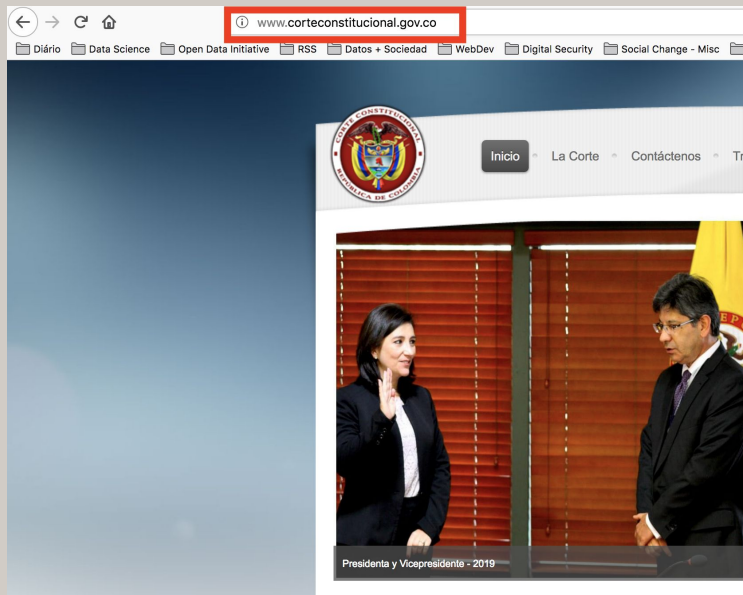 www.corteconstitucional.gov.co
Diário Data Science Open Data Initiative RSS Datos + Sociedad WebDev Digital Security Social Change - Misc
CORTE CONSTITUCIONAL
REPUBLICA DE COLOMBIA
Inicio La Corte Contáctenos Tr
Presidenta y Vicepresidente - 2019